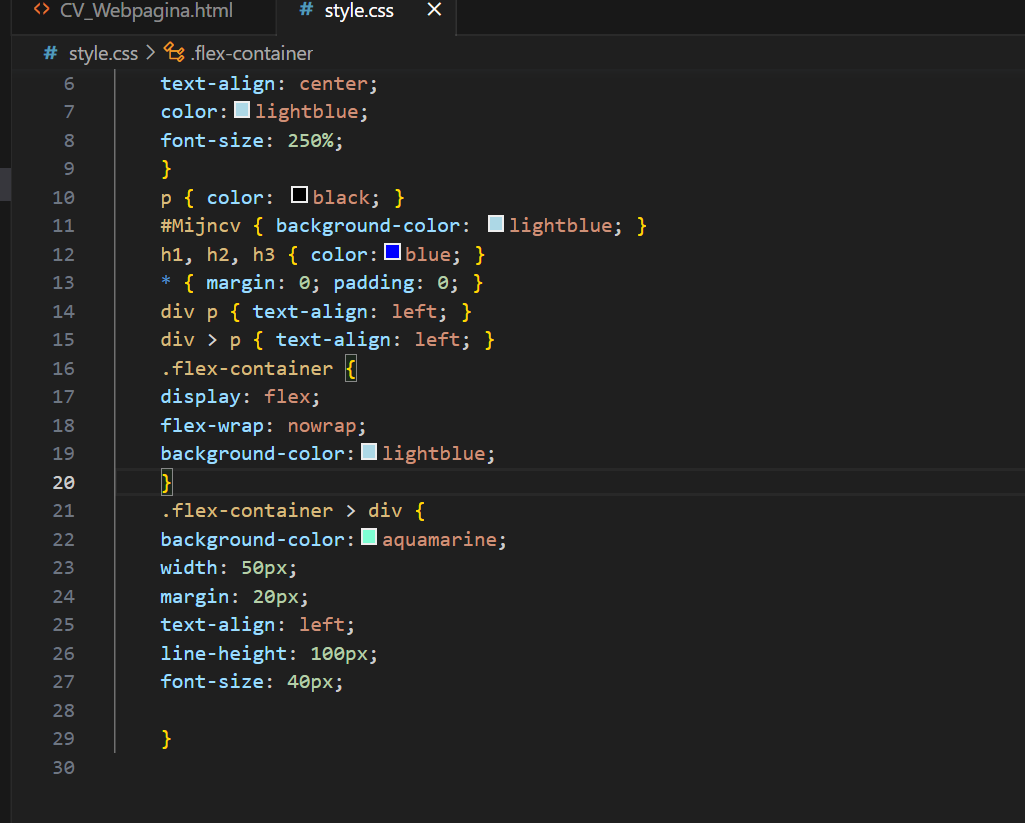 <> CV_Webpagina.html # style.css ×
# style.css > .flex-container
6 text-align: center;
7 color: lightblue;
8 font-size: 250%;
9 }
10 p { color: black; }
11 #Mijncv { background-color: lightblue; }
12 h1, h2, h3 { color: blue; }
13 * { margin: 0; padding: 0; }
14 div p { text-align: left; }
15 div > p { text-align: left; }
16 .flex-container {
17 display: flex;
18 flex-wrap: nowrap;
19 background-color: lightblue;
20 }
21 .flex-container > div {
22 background-color: aquamarine;
23 width: 50px;
24 margin: 20px;
25 text-align: left;
26 line-height: 100px;
27 font-size: 40px;
28
29 }
30